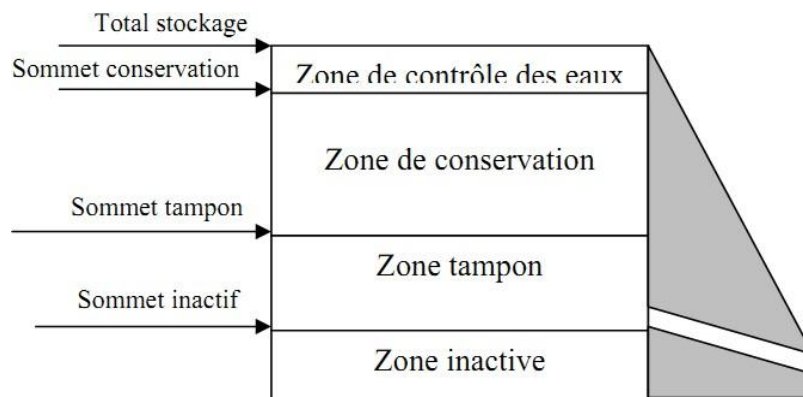 Total stockage
Sommet conservation
Zone de contrôle des eaux
Zone de conservation
Sommet tampon
Zone tampon
Sommet inactif
Zone inactive